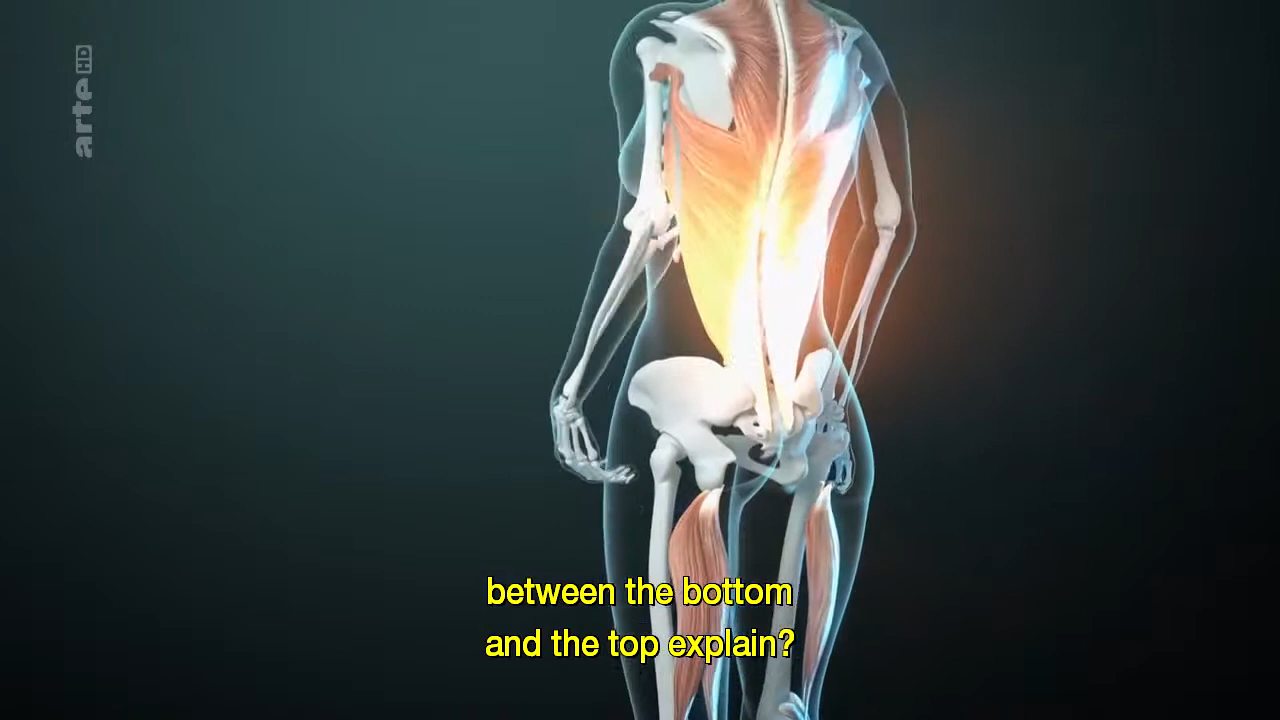 arte HD
between the bottom
and the top explain?